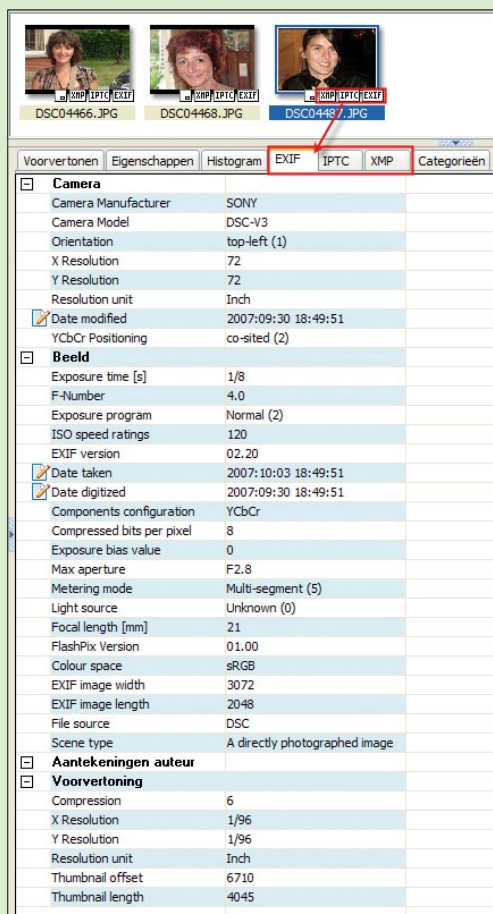 XMP IPTC EXIF XMP IPTC EXIF XMP IPTC EXIF
DSC04466.JPG DSC04468.JPG DSC04487.JPG
Voorvertonen Eigenschappen Histogram EXIF IPTC XMP Categorieën
Camera
Camera Manufacturer SONY
Camera Model DSC-V3
Orientation top-left (1)
X Resolution 72
Y Resolution 72
Resolution unit Inch
Date modified 2007:09:30 18:49:51
YCbCr Positioning co-sited (2)
Beeld
Exposure time [s] 1/8
F-Number 4.0
Exposure program Normal (2)
ISO speed ratings 120
EXIF version 02.20
Date taken 2007:10:03 18:49:51
Date digitized 2007:09:30 18:49:51
Components configuration YCbCr
Compressed bits per pixel 8
Exposure bias value 0
Max aperture F2.8
Metering mode Multi-segment (5)
Light source Unknown (0)
Focal length [mm] 21
FlashPix Version 01.00
Colour space sRGB
EXIF image width 3072
EXIF image length 2048
File source DSC
Scene type A directly photographed image
Aantekeningen auteur
Voorvertoning
Compression 6
X Resolution 1/96
Y Resolution 1/96
Resolution unit Inch
Thumbnail offset 6710
Thumbnail length 4045